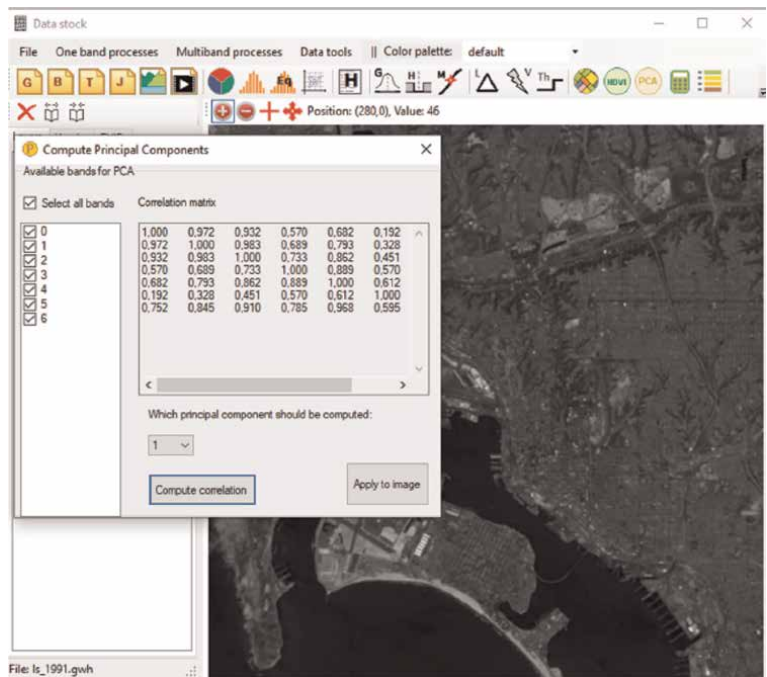 Data stock
File One band processes Multiband processes Data tools || Color palette: default
G B T J Eq H G H M L V Th NDVI PCA
Position: (280,0), Value: 46
P Compute Principal Components
Available bands for PCA
Select all bands Correlation matrix
0
1
2
3
4
5
6
1,000 0,972 0,932 0,570 0,682 0,192
0,972 1,000 0,983 0,689 0,793 0,328
0,932 0,983 1,000 0,733 0,862 0,451
0,570 0,689 0,733 1,000 0,889 0,570
0,682 0,793 0,862 0,889 1,000 0,612
0,192 0,328 0,451 0,570 0,612 1,000
0,752 0,845 0,910 0,785 0,968 0,595
Which principal component should be computed:
1
Compute correlation
Apply to image
File: ls_1991.gwh